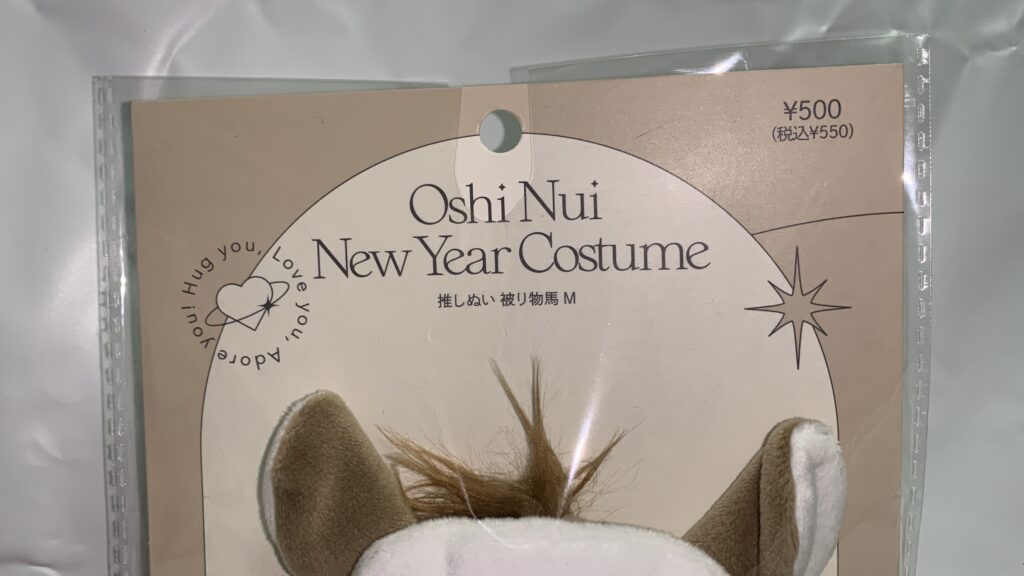 ¥500
(税込¥550)
Oshi Nui
New Year Costume
推しぬい 被り物馬 M
Hug you, Love you, Adore you!